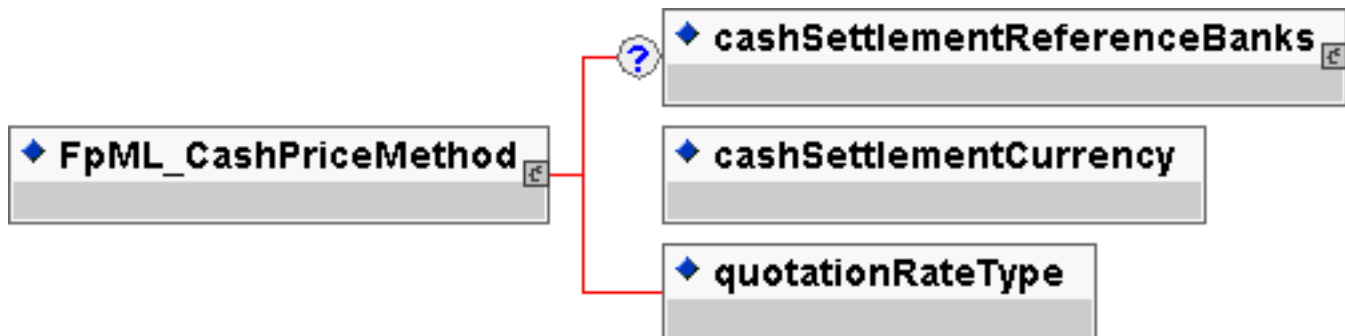 cashSettlementReferenceBanks
?
FpML_CashPriceMethod
cashSettlementCurrency
quotationRateType